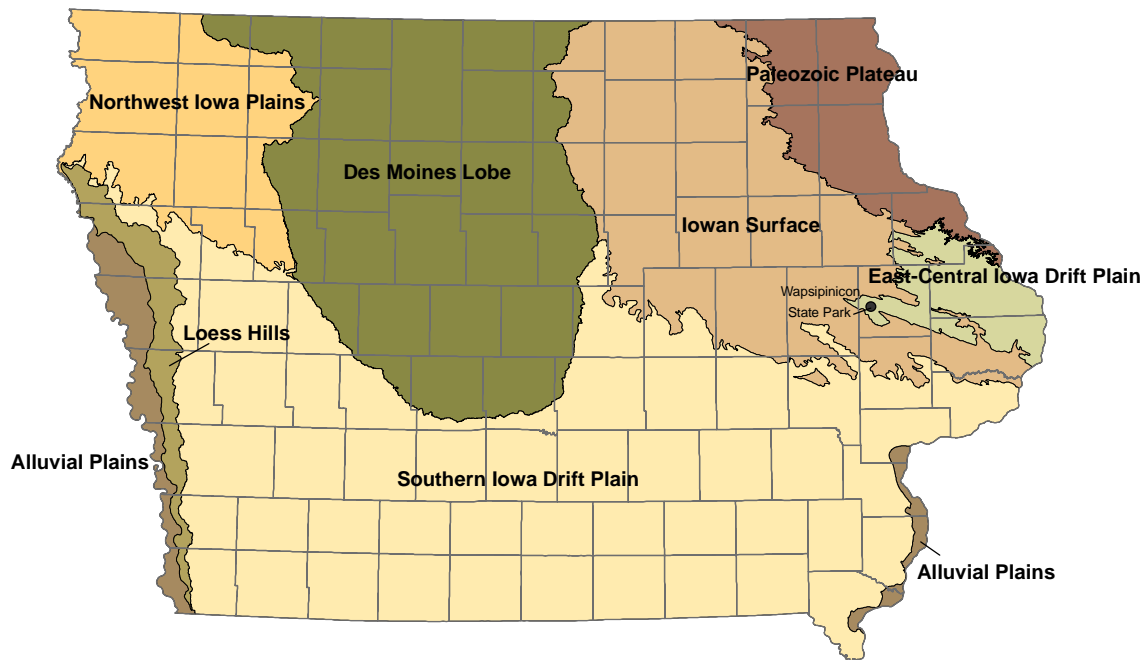 Paleozoic Plateau
Northwest Iowa Plains
Des Moines Lobe
Iowan Surface
East-Central Iowa Drift Plain
Wapsipinicon
State Park
Loess Hills
Alluvial Plains
Southern Iowa Drift Plain
Alluvial Plains